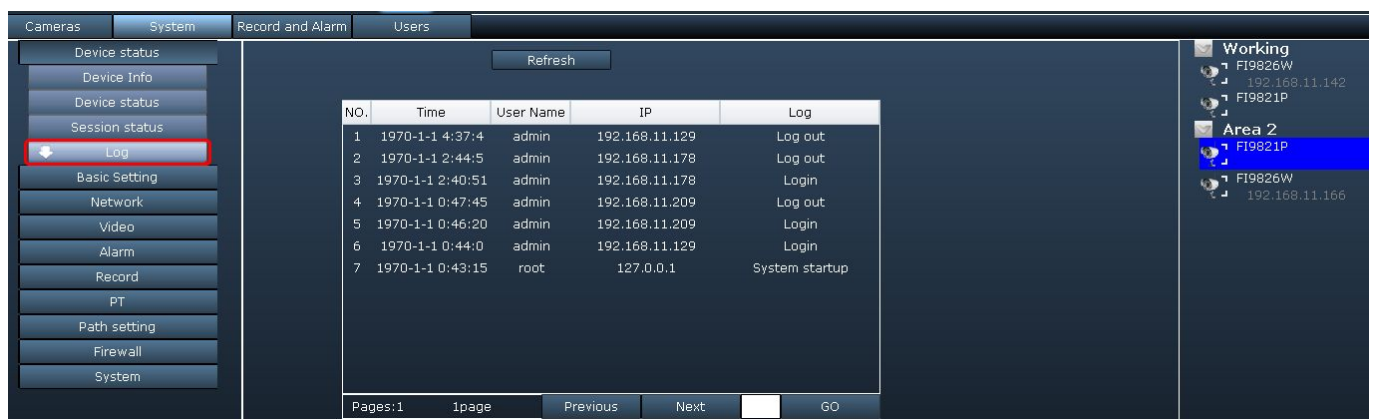 Cameras System Record and Alarm Users
Device status
Device Info
Device status
Session status
Log
Basic Setting
Network
Video
Alarm
Record
PT
Path setting
Firewall
System
Refresh
NO. Time User Name IP Log
1 1970-1-1 4:37:4 admin 192.168.11.129 Log out
2 1970-1-1 2:44:5 admin 192.168.11.178 Log out
3 1970-1-1 2:40:51 admin 192.168.11.178 Login
4 1970-1-1 0:47:45 admin 192.168.11.209 Log out
5 1970-1-1 0:46:20 admin 192.168.11.209 Login
6 1970-1-1 0:44:0 admin 192.168.11.129 Login
7 1970-1-1 0:43:15 root 127.0.0.1 System startup
Pages:1 1page Previous Next GO
Working
FI9826W
192.168.11.142
FI9821P
Area 2
FI9821P
FI9826W
192.168.11.166